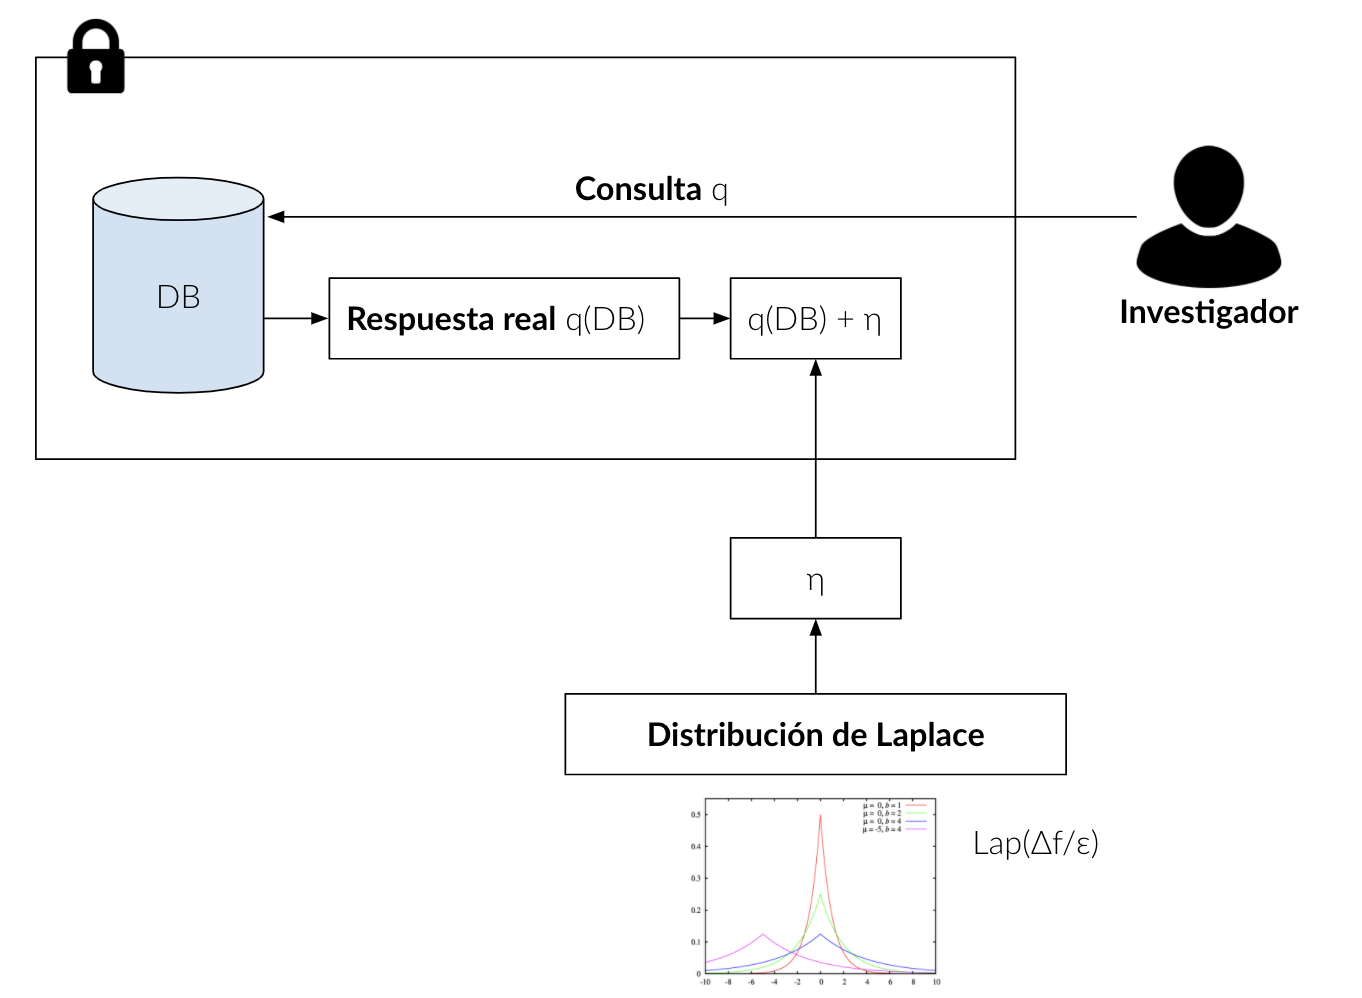 Consulta q
DB
Respuesta real q(DB)
q(DB) + η
Investigador
η
Distribución de Laplace
Lap(Δf/ε)
μ = 0, b = 1
μ = 0, b = 2
μ = 0, b = 4
μ = -5, b = 4
0.5
0.4
0.3
0.2
0.1
0
-10 -8 -6 -4 -2 0 2 4 6 8 10